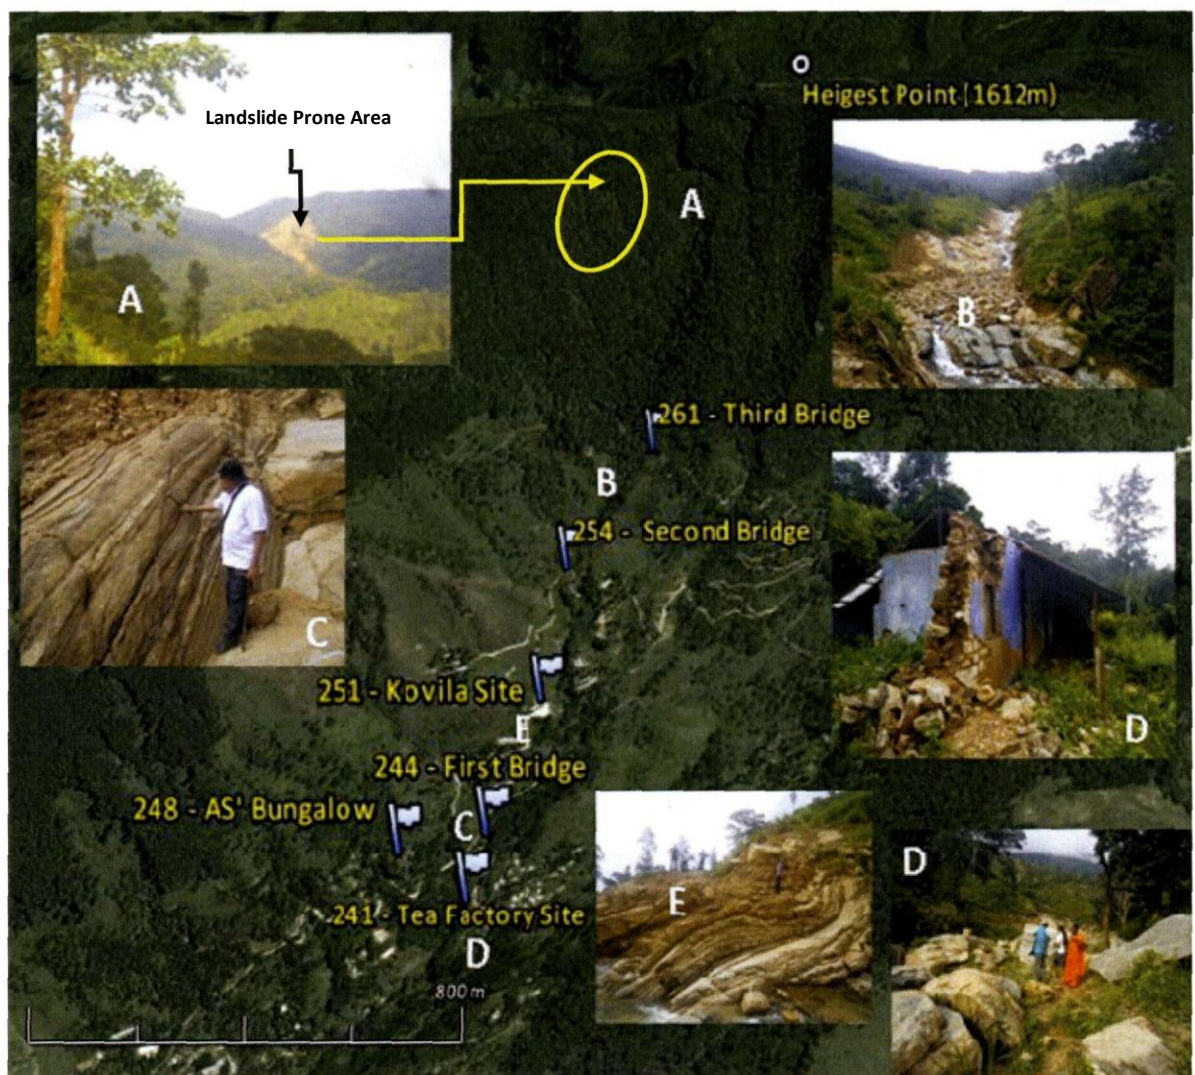 Landslide Prone Area
Heigest Point (1612m)
A
A
B
261 - Third Bridge
B
254 - Second Bridge
C
251 - Kovila Site
E
D
244 - First Bridge
248 - AS' Bungalow
C
241 - Tea Factory Site
D
E
D
800 m